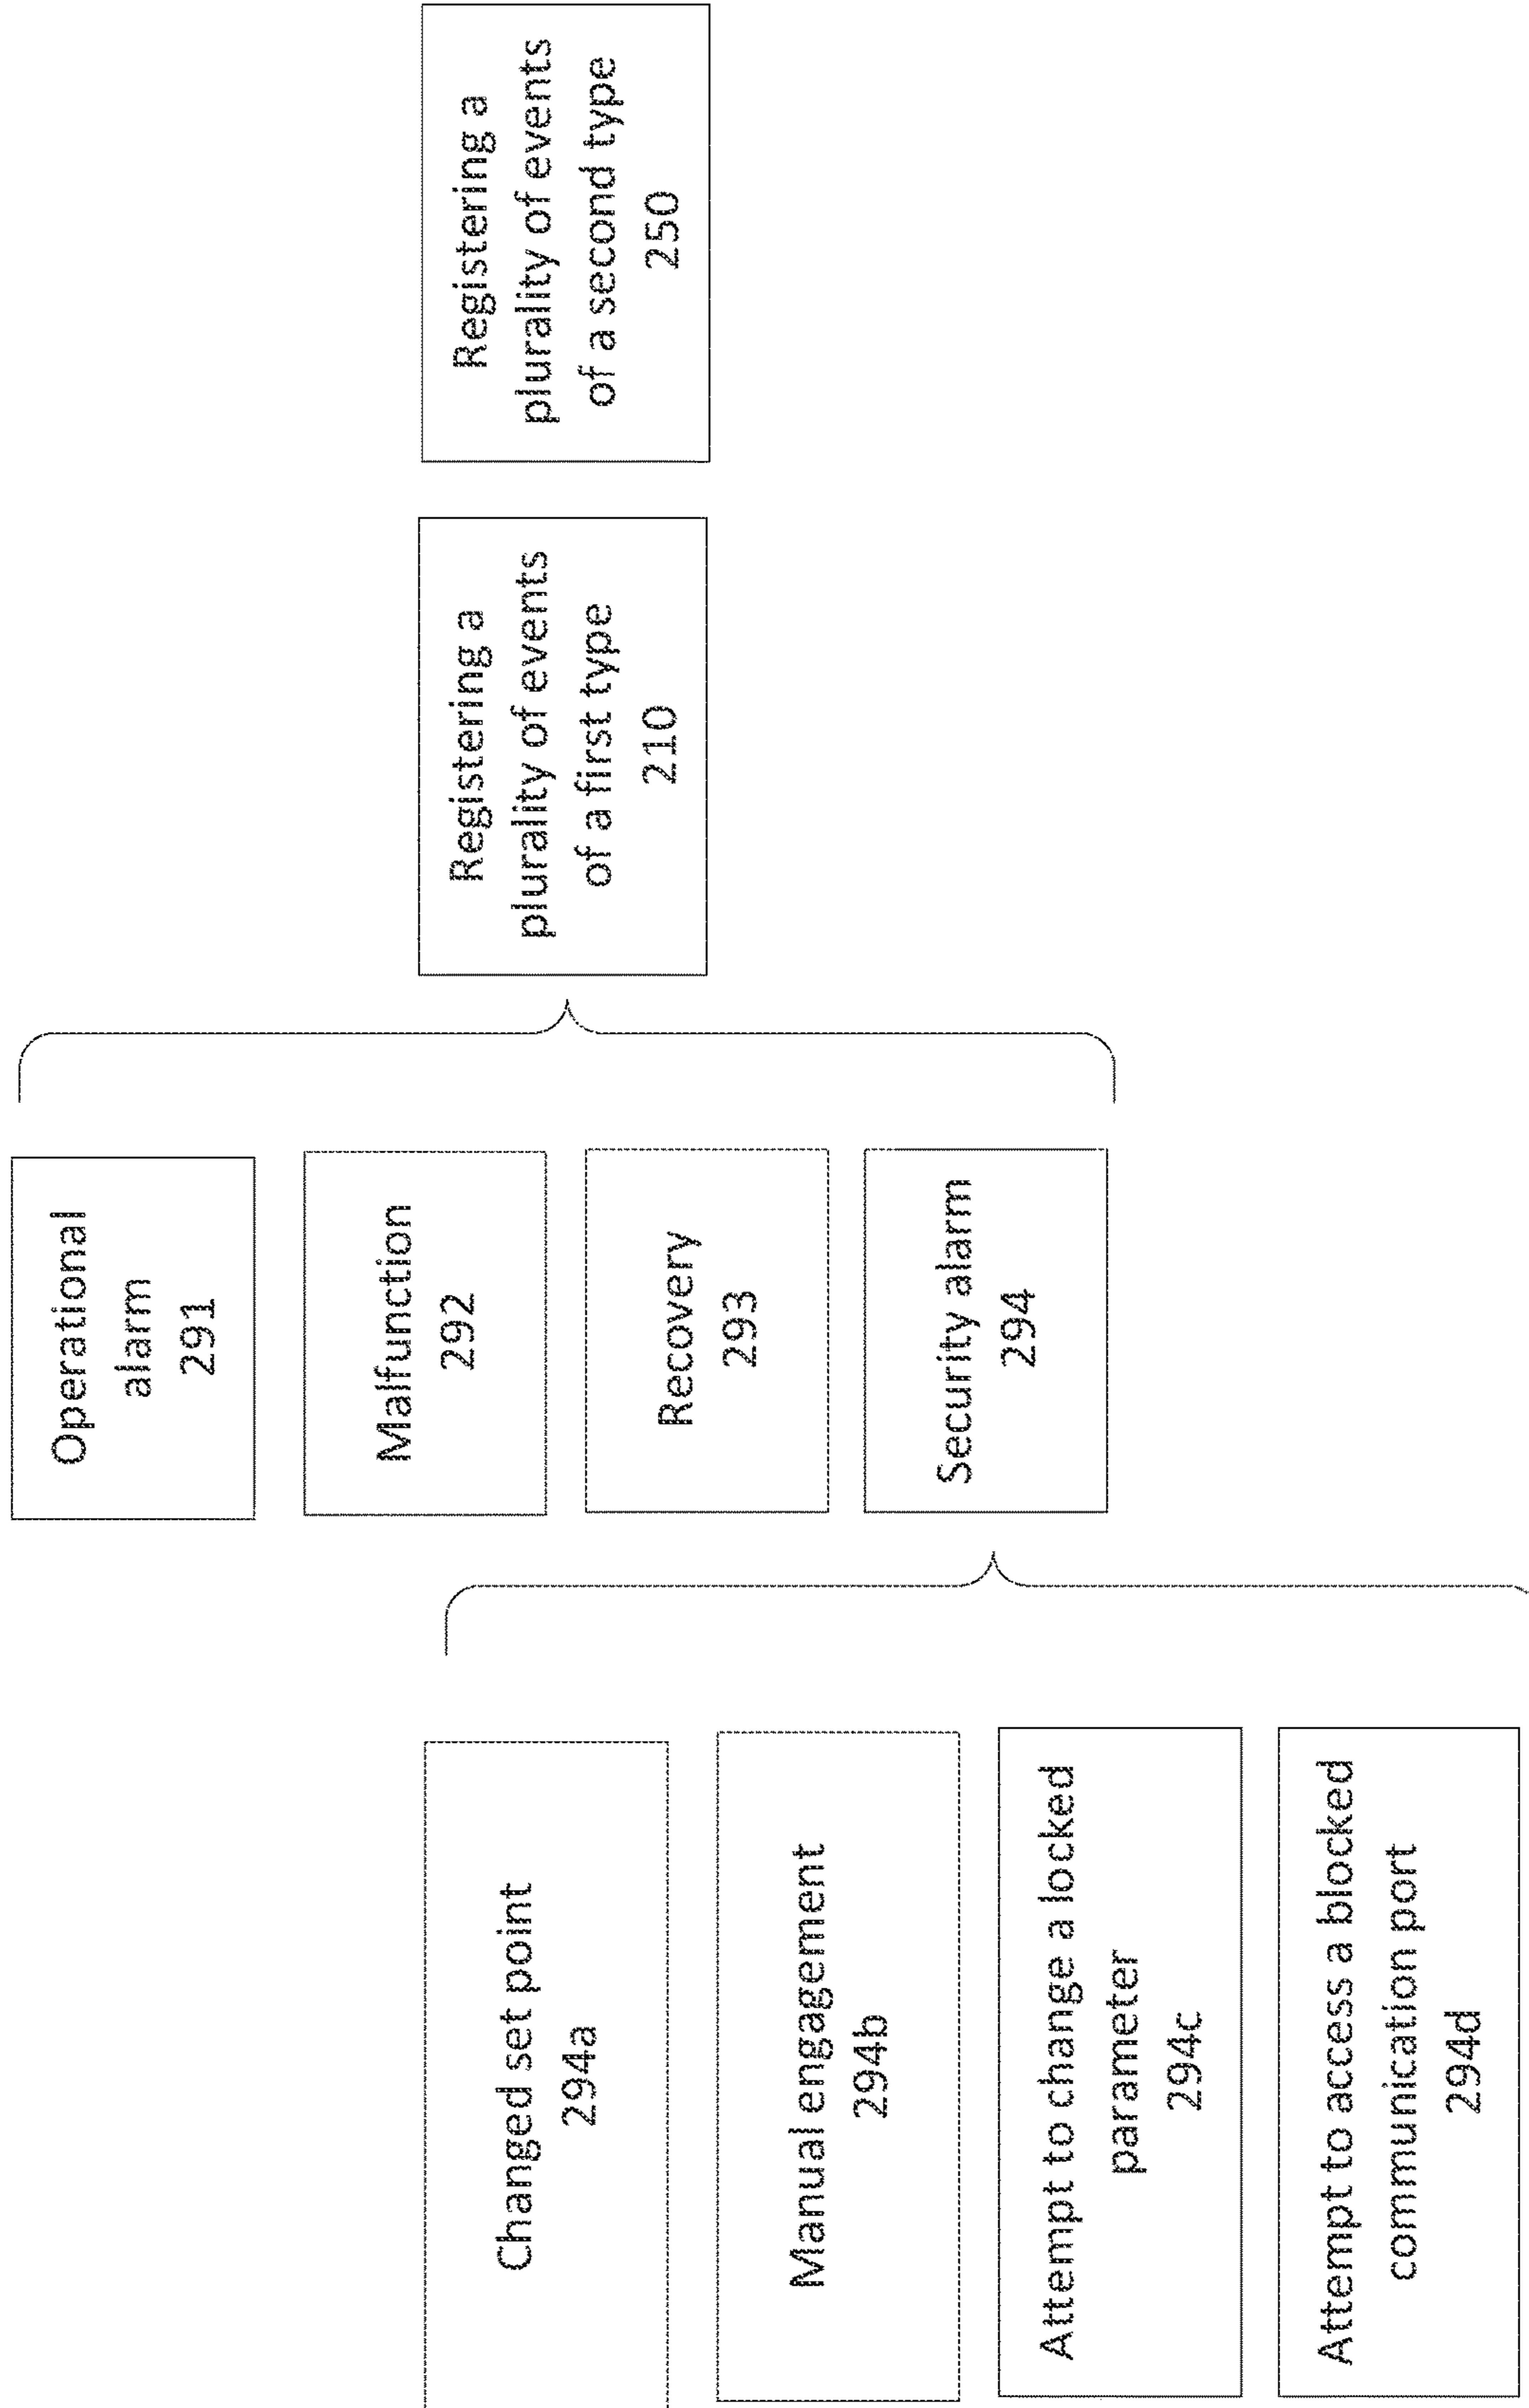 Changed set point
294a
Manual engagement
294b
Attempt to change a locked
parameter
294c
Attempt to access a blocked
communication port
294d
Operational
alarm
291
Malfunction
292
Recovery
293
Security alarm
294
Registering a
plurality of events
of a first type
210
Registering a
plurality of events
of a second type
250